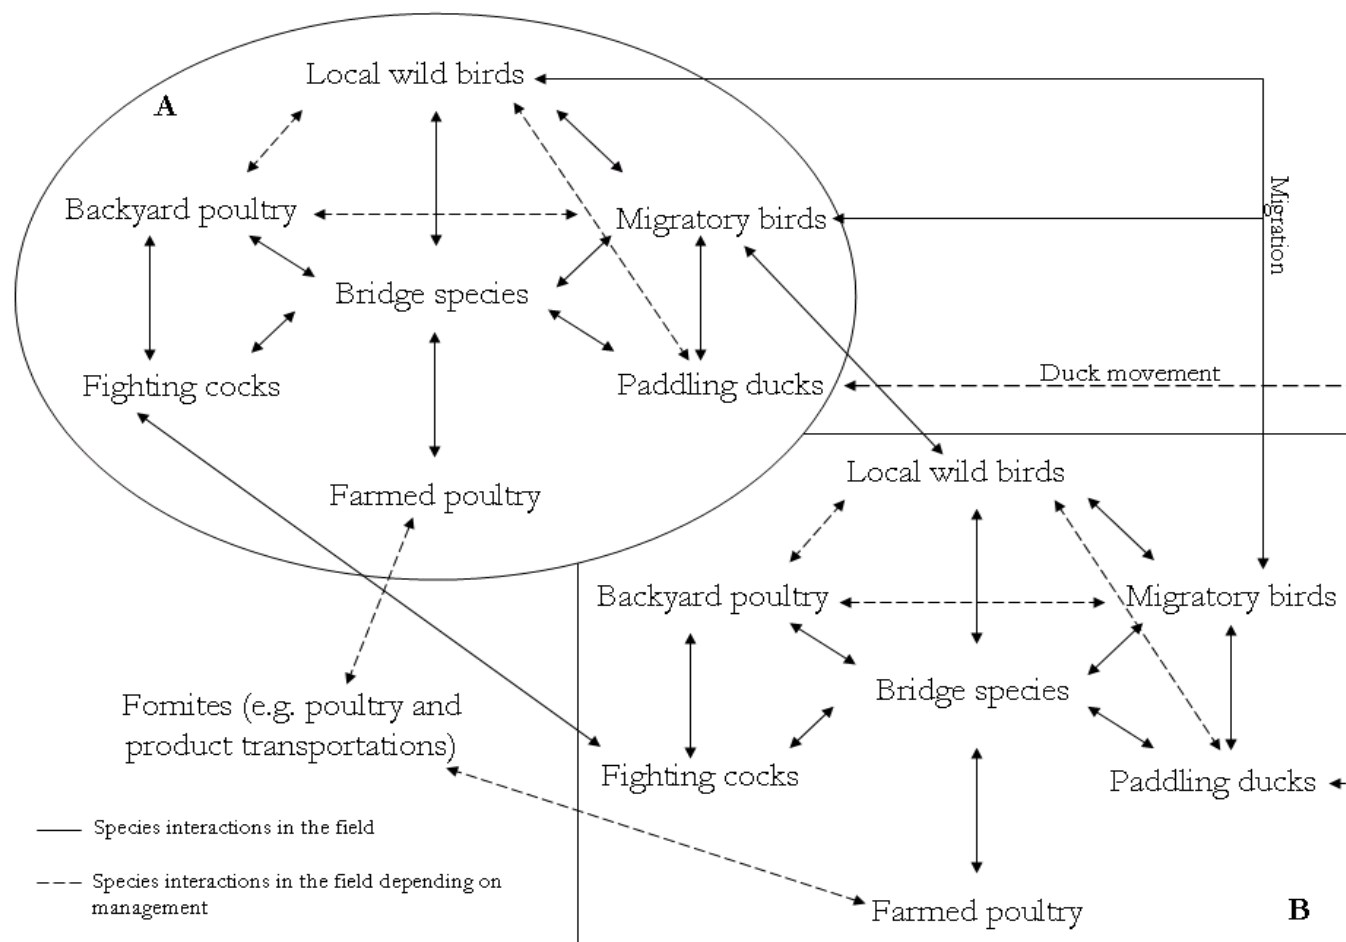 Local wild birds
A
Backyard poultry
Migratory birds
Migration
Bridge species
Fighting cocks
Paddling ducks
Duck movement
Farmed poultry
Local wild birds
Backyard poultry
Migratory birds
Bridge species
Fomites (e.g. poultry and
product transportations)
Fighting cocks
Paddling ducks
Species interactions in the field
Species interactions in the field depending on
management
Farmed poultry
B